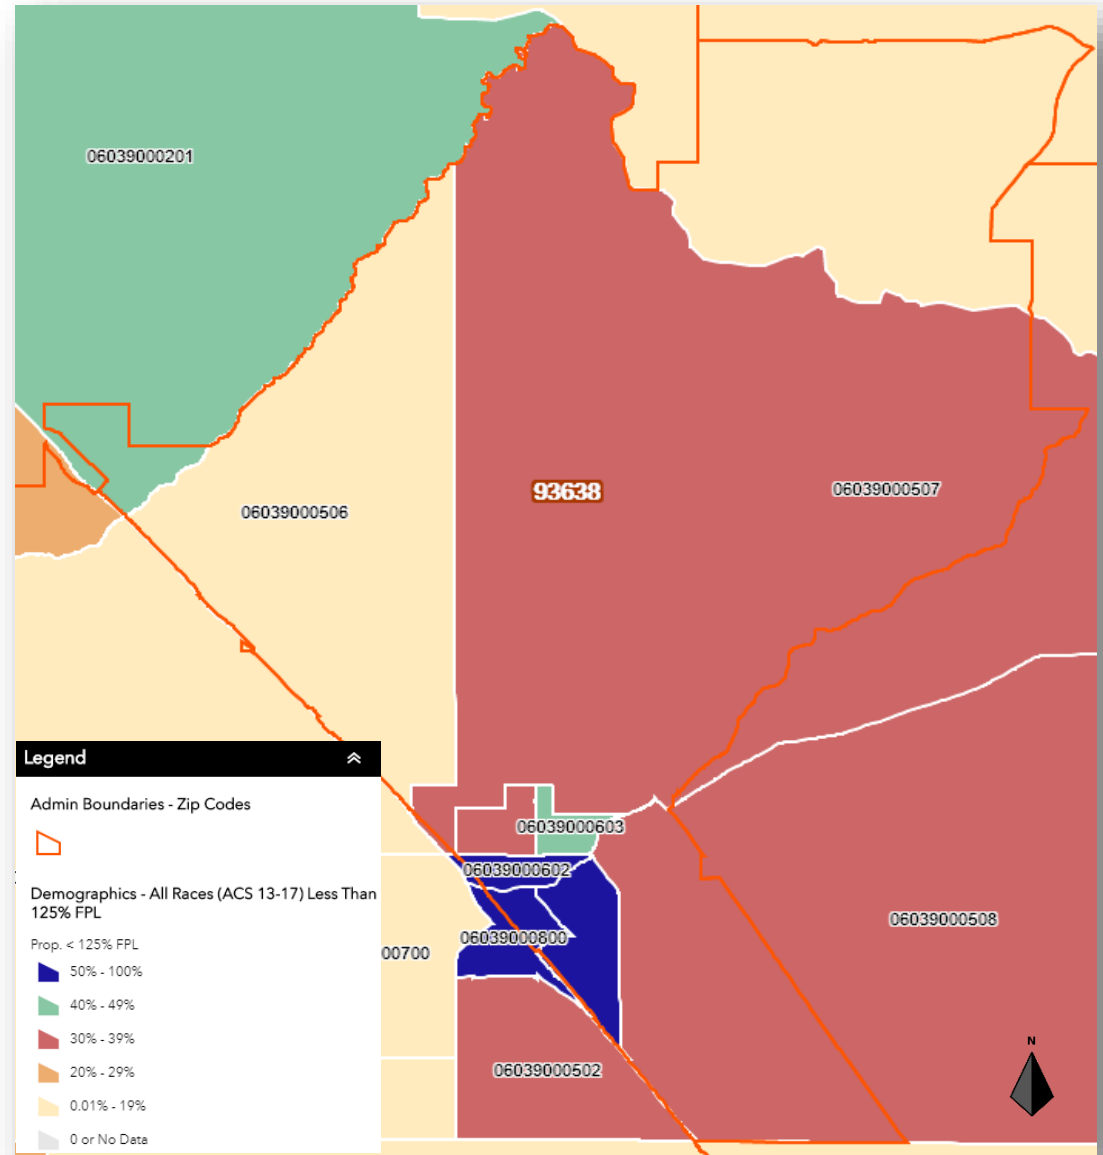 06039000201
93638
06039000507
06039000506
Legend
Admin Boundaries - Zip Codes
Demographics - All Races (ACS 13-17) Less Than
125% FPL
Prop. < 125% FPL
50% - 100%
40% - 49%
30% - 39%
20% - 29%
0.01% - 19%
0 or No Data
06039000603
06039000602
06039000800
00700
06039000508
06039000502
N